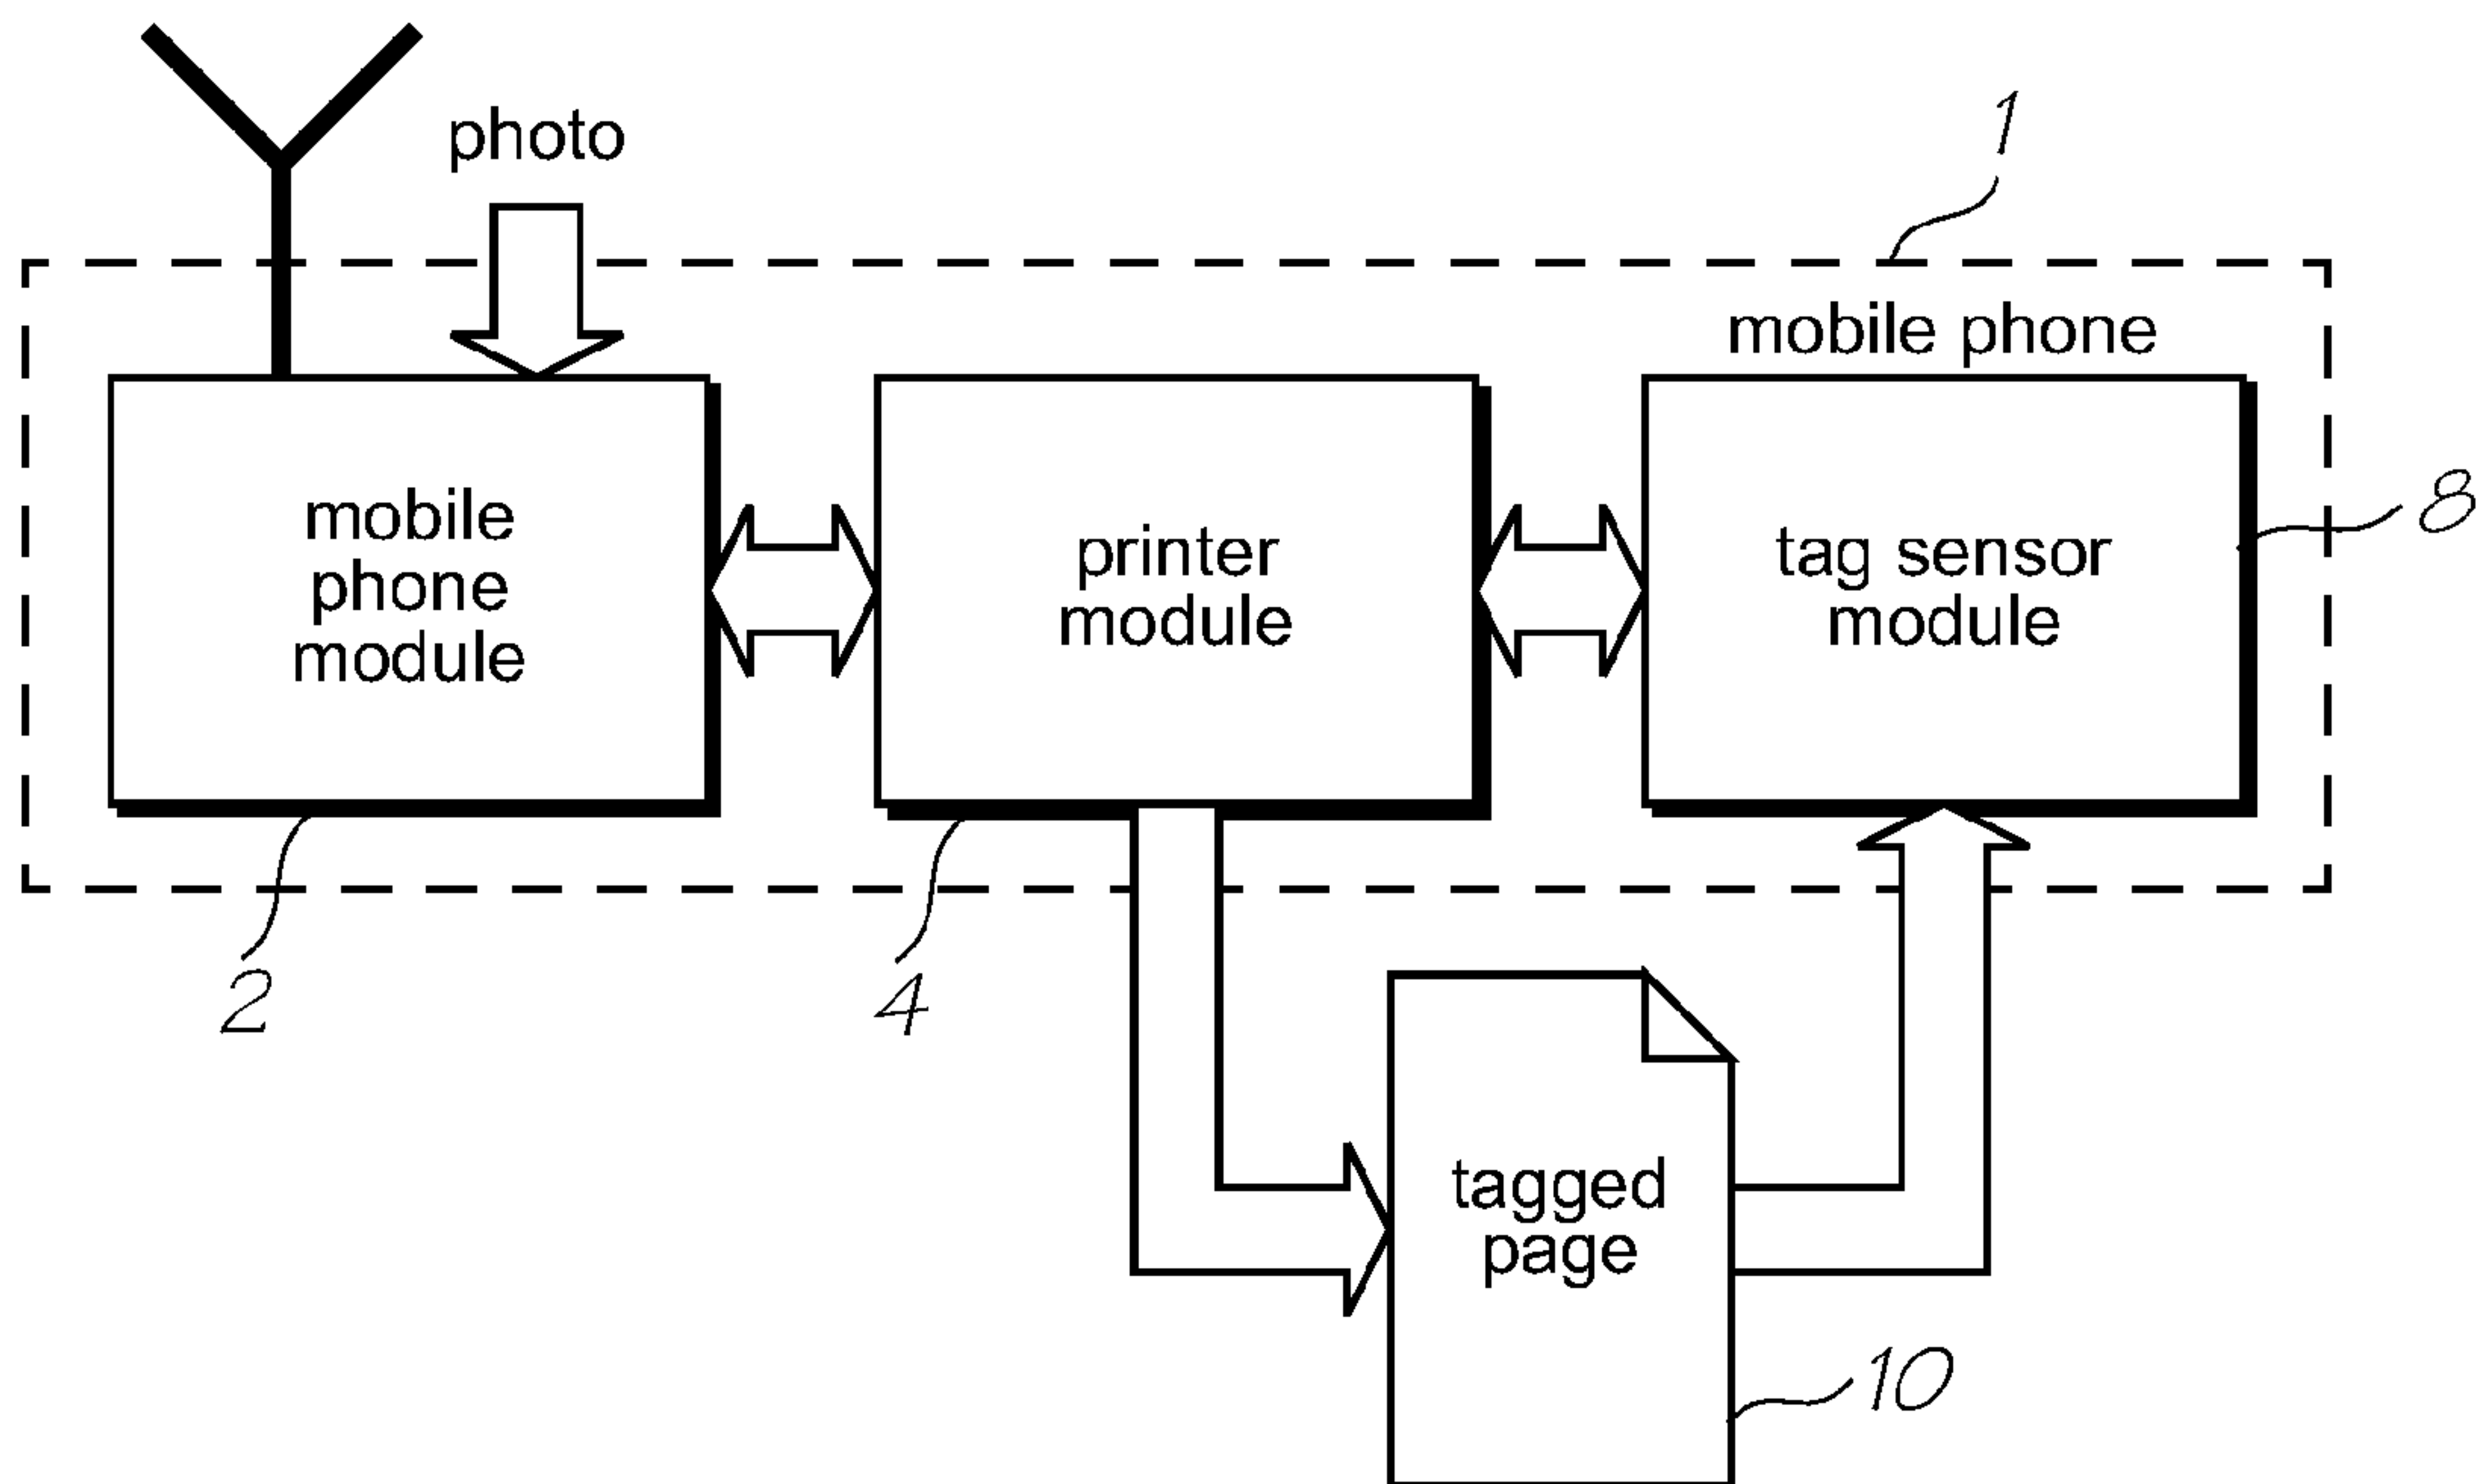 photo
1
mobile phone
mobile
phone
module
printer
module
tag sensor
module
8
2
4
tagged
page
10